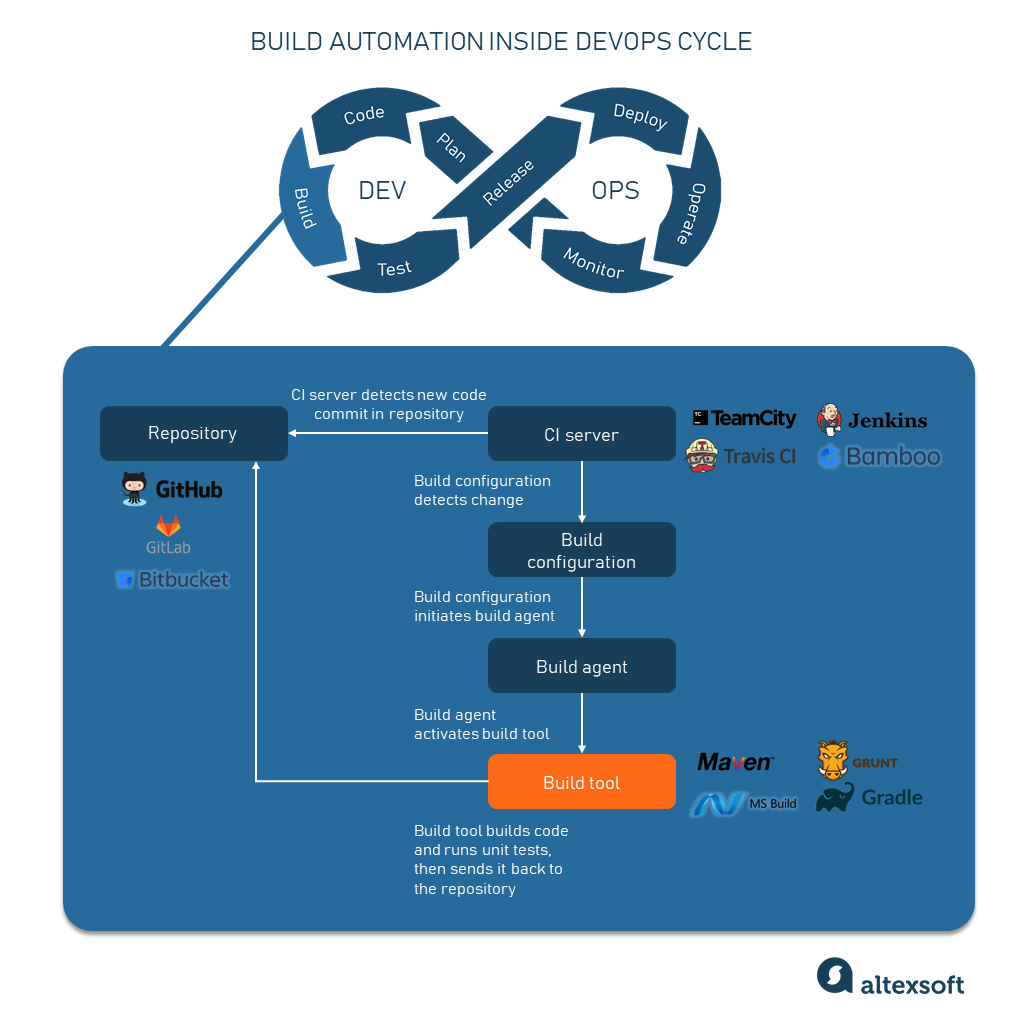 BUILD AUTOMATION INSIDE DEVOPS CYCLE
Code
Plan
Build
DEV
Test
Release
Deploy
OPS
Operate
Monitor
CI server detects new code
commit in repository
Repository
CI server
TC
TeamCity
Jenkins
Travis CI
Bamboo
GitHub
GitLab
Bitbucket
Build configuration
detects change
Build
configuration
Build configuration
initiates build agent
Build agent
Build agent
activates build tool
Build tool
Maven™
GRUNT
MS Build
Gradle
Build tool builds code
and runs unit tests,
then sends it back to
the repository
altexsoft